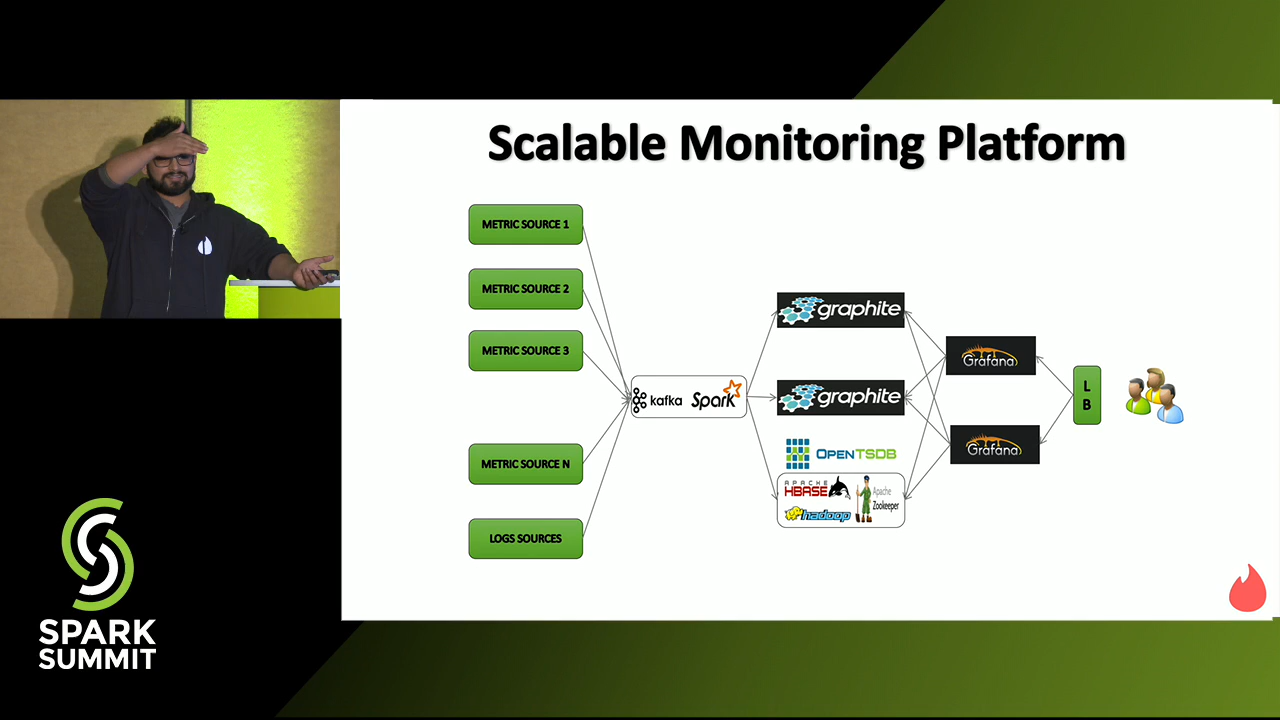 Scalable Monitoring Platform
METRIC SOURCE 1
METRIC SOURCE 2
METRIC SOURCE 3
METRIC SOURCE N
LOGS SOURCES
kafka Spark
graphite
graphite
OPENTSDB
APACHE
HBASE
hadoop
Apache
Zookeeper
Grafana
Grafana
L
B
SPARK
SUMMIT